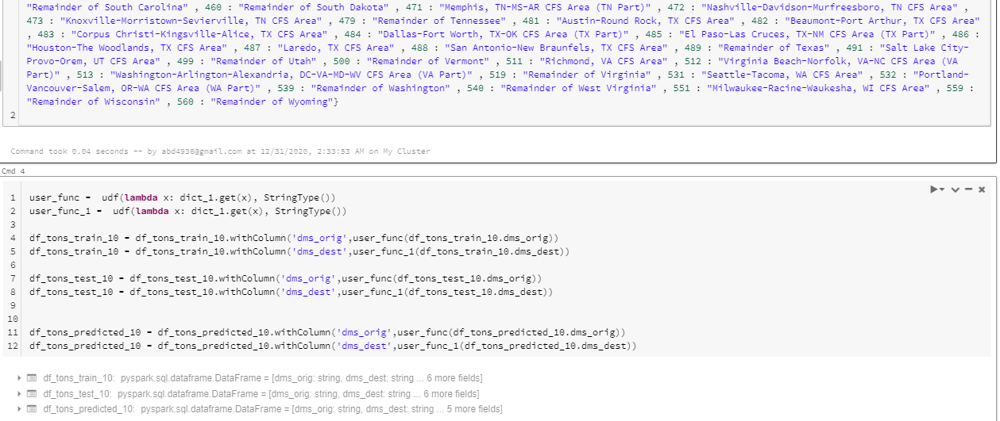 "Remainder of South Carolina" , 460 : "Remainder of South Dakota" , 471 : "Memphis, TN-MS-AR CFS Area (TN Part)" , 472 : "Nashville-Davidson-Murfreesboro, TN CFS Area" ,
473 : "Knoxville-Morristown-Sevierville, TN CFS Area" , 479 : "Remainder of Tennessee" , 481 : "Austin-Round Rock, TX CFS Area" , 482 : "Beaumont-Port Arthur, TX CFS Area"
, 483 : "Corpus Christi-Kingsville-Alice, TX CFS Area" , 484 : "Dallas-Fort Worth, TX-OK CFS Area (TX Part)" , 485 : "El Paso-Las Cruces, TX-NM CFS Area (TX Part)" , 486 :
"Houston-The Woodlands, TX CFS Area" , 487 : "Laredo, TX CFS Area" , 488 : "San Antonio-New Braunfels, TX CFS Area" , 489 : "Remainder of Texas" , 491 : "Salt Lake City-
Provo-Orem, UT CFS Area" , 499 : "Remainder of Utah" , 500 : "Remainder of Vermont" , 511 : "Richmond, VA CFS Area" , 512 : "Virginia Beach-Norfolk, VA-NC CFS Area (VA
Part)" , 513 : "Washington-Arlington-Alexandria, DC-VA-MD-WV CFS Area (VA Part)" , 519 : "Remainder of Virginia" , 531 : "Seattle-Tacoma, WA CFS Area" , 532 : "Portland-
Vancouver-Salem, OR-WA CFS Area (WA Part)" , 539 : "Remainder of Washington" , 540 : "Remainder of West Virginia" , 551 : "Milwaukee-Racine-Waukesha, WI CFS Area" , 559 :
"Remainder of Wisconsin" , 560 : "Remainder of Wyoming"}
2
Command took 0.04 seconds -- by abd4936@gmail.com at 12/31/2020, 2:33:53 AM on My Cluster
Cmd 4
1 user_func =  udf(lambda x: dict_1.get(x), StringType())
2 user_func_1 =  udf(lambda x: dict_1.get(x), StringType())
3
4 df_tons_train_10 = df_tons_train_10.withColumn('dms_orig',user_func(df_tons_train_10.dms_orig))
5 df_tons_train_10 = df_tons_train_10.withColumn('dms_dest',user_func_1(df_tons_train_10.dms_dest))
6
7 df_tons_test_10 = df_tons_test_10.withColumn('dms_orig',user_func(df_tons_test_10.dms_orig))
8 df_tons_test_10 = df_tons_test_10.withColumn('dms_dest',user_func_1(df_tons_test_10.dms_dest))
9
10
11 df_tons_predicted_10 = df_tons_predicted_10.withColumn('dms_orig',user_func(df_tons_predicted_10.dms_orig))
12 df_tons_predicted_10 = df_tons_predicted_10.withColumn('dms_dest',user_func_1(df_tons_predicted_10.dms_dest))
df_tons_train_10: pyspark.sql.dataframe.DataFrame = [dms_orig: string, dms_dest: string ... 6 more fields]
df_tons_test_10: pyspark.sql.dataframe.DataFrame = [dms_orig: string, dms_dest: string ... 6 more fields]
df_tons_predicted_10: pyspark.sql.dataframe.DataFrame = [dms_orig: string, dms_dest: string ... 5 more fields]